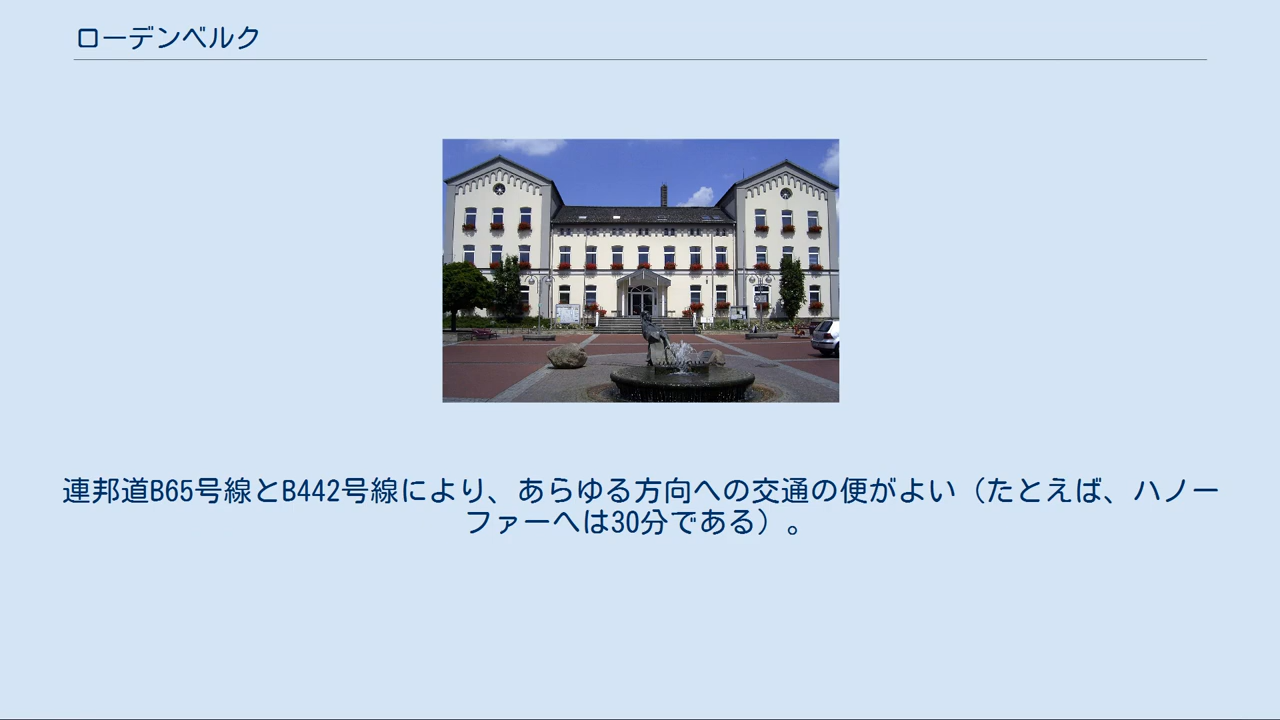 ローデンベルク
連邦道B65号線とB442号線により、あらゆる方向への交通の便がよい（たとえば、ハノー
ファーへは30分である）。